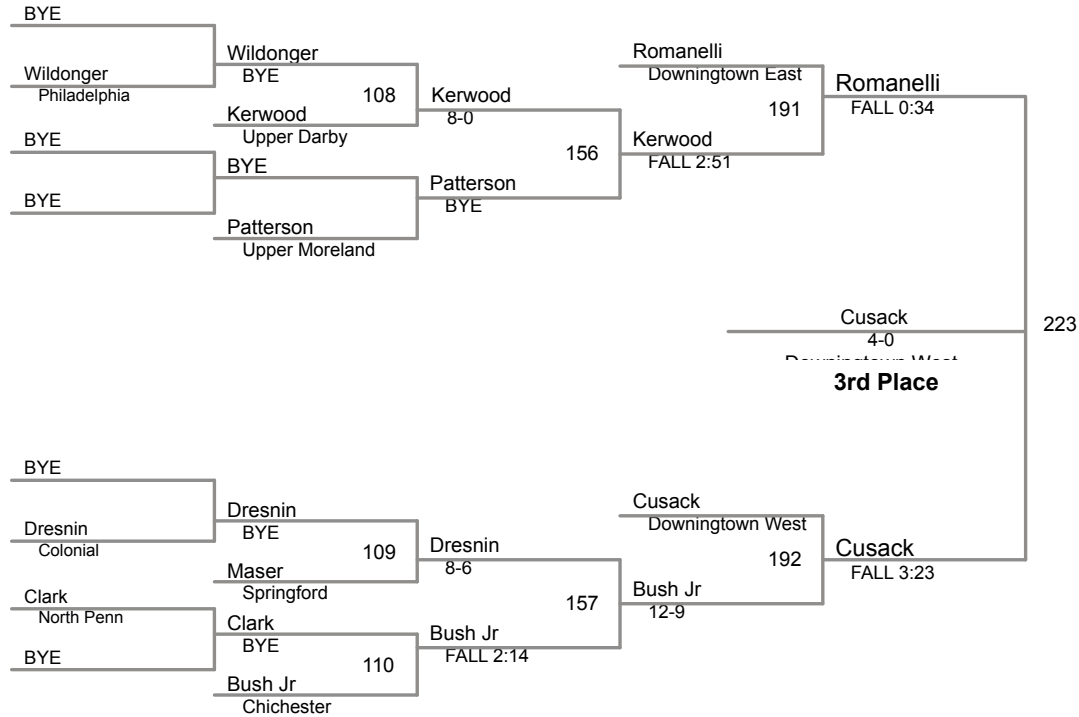 BYE
Wildonger
Philadelphia
Wildonger
BYE
108
Kerwood
Upper Darby
BYE
BYE
BYE
Patterson
Upper Moreland
Kerwood
8-0
156
Patterson
BYE
Romanelli
Downingtown East
191
Kerwood
FALL 2:51
Romanelli
FALL 0:34
Cusack
4-0
Downingtown West
3rd Place
223
BYE
Dresnin
Colonial
Dresnin
BYE
109
Maser
Springford
Clark
North Penn
BYE
Clark
BYE
110
Bush Jr
Chichester
Dresnin
8-6
157
Bush Jr
FALL 2:14
Cusack
Downingtown West
192
Bush Jr
12-9
Cusack
FALL 3:23